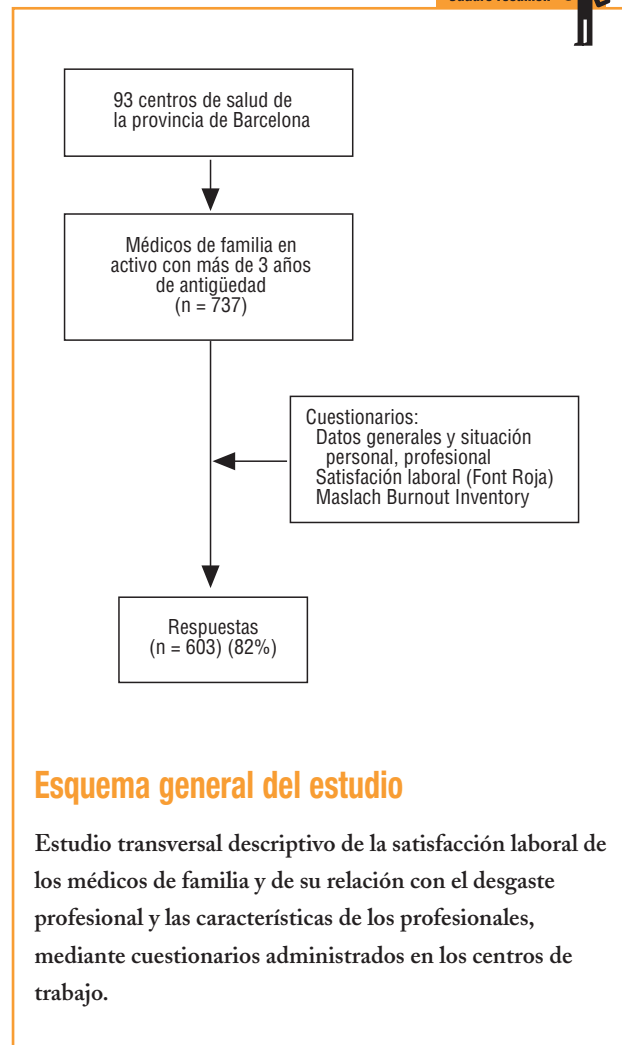 93 centros de salud de
la provincia de Barcelona
Médicos de familia en
activo con más de 3 años
de antigüedad
(n = 737)
Cuestionarios:
Datos generales y situación
personal, profesional
Satisfación laboral (Font Roja)
Maslach Burnout Inventory
Respuestas
(n = 603) (82%)
Esquema general del estudio
Estudio transversal descriptivo de la satisfacción laboral de
los médicos de familia y de su relación con el desgaste
profesional y las características de los profesionales,
mediante cuestionarios administrados en los centros de
trabajo.